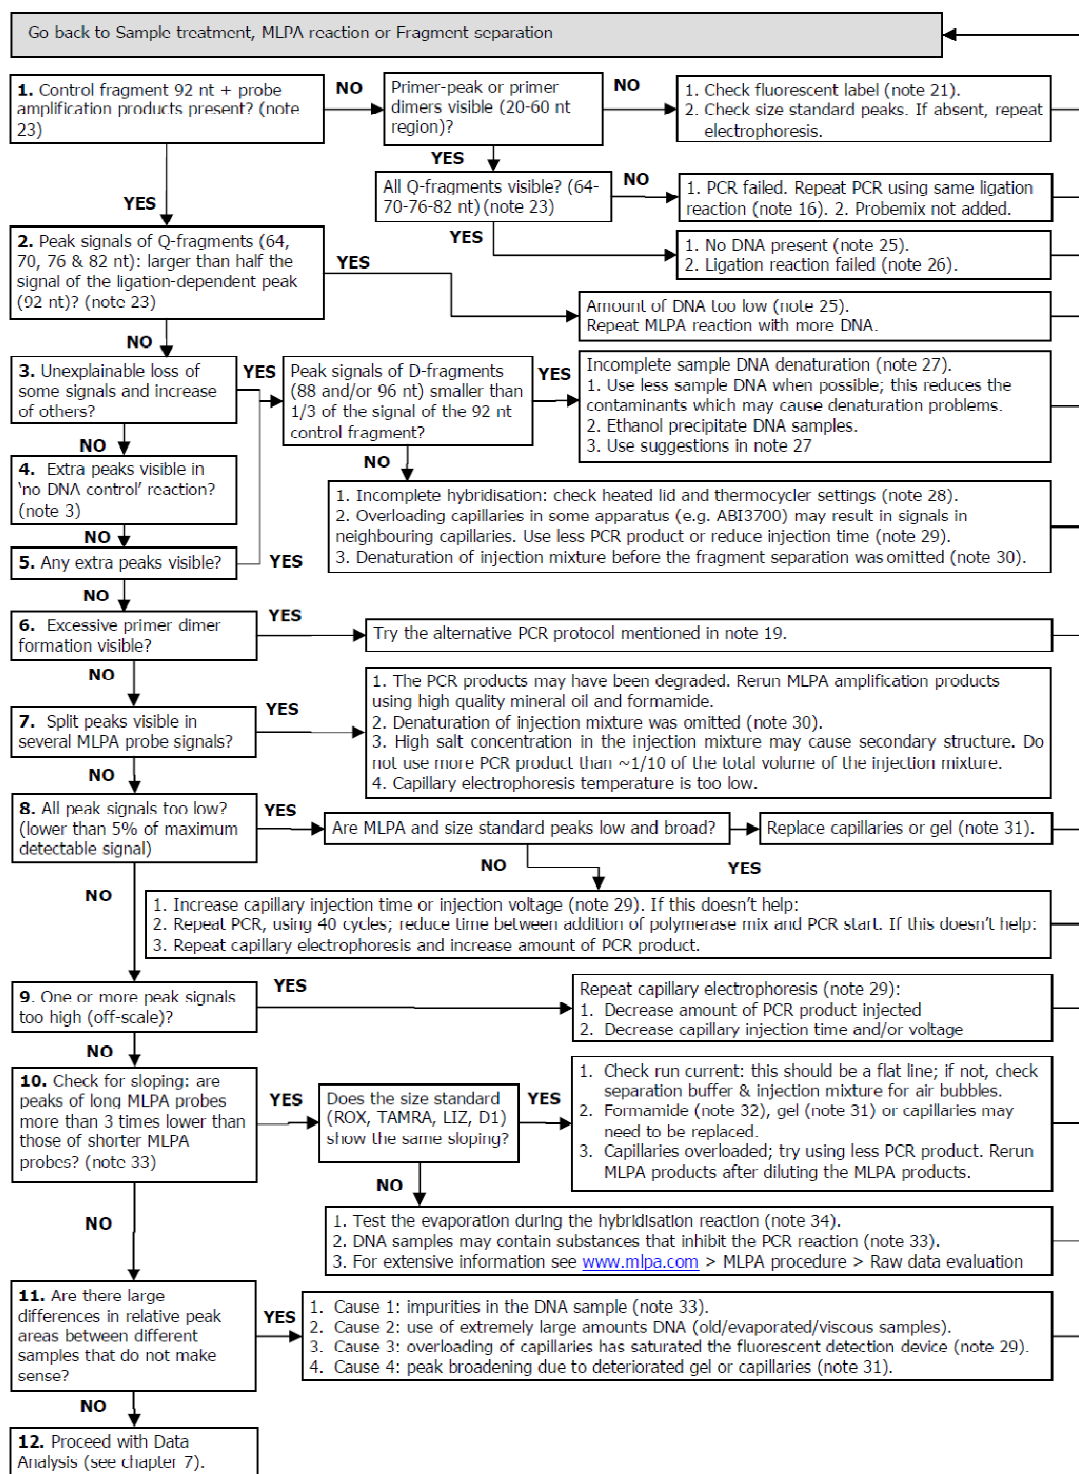 Go back to Sample treatment, MLPA reaction or Fragment separation
1. Control fragment 92 nt + probe
amplification products present? (note
23)
NO
Primer-peak or primer
dimers visible (20-60 nt
region)?
NO
1. Check fluorescent label (note 21).
2. Check size standard peaks. If absent, repeat
electrophoresis.
YES
All Q-fragments visible? (64-
70-76-82 nt) (note 23)
NO
1. PCR failed. Repeat PCR using same ligation
reaction (note 16). 2. Probemix not added.
YES
YES
1. No DNA present (note 25).
2. Ligation reaction failed (note 26).
2. Peak signals of Q-fragments (64,
70, 76 & 82 nt): larger than half the
signal of the ligation-dependent peak
(92 nt)? (note 23)
YES
Amount of DNA too low (note 25).
Repeat MLPA reaction with more DNA.
NO
3. Unexplainable loss of
some signals and increase
of others?
YES
Peak signals of D-fragments
(88 and/or 96 nt) smaller than
1/3 of the signal of the 92 nt
control fragment?
YES
Incomplete sample DNA denaturation (note 27).
1. Use less sample DNA when possible; this reduces the
contaminants which may cause denaturation problems.
2. Ethanol precipitate DNA samples.
3. Use suggestions in note 27
NO
NO
4. Extra peaks visible in
'no DNA control' reaction?
(note 3)
1. Incomplete hybridisation: check heated lid and thermocycler settings (note 28).
2. Overloading capillaries in some apparatus (e.g. ABI3700) may result in signals in
neighbouring capillaries. Use less PCR product or reduce injection time (note 29).
3. Denaturation of injection mixture before the fragment separation was omitted (note 30).
NO
5. Any extra peaks visible?
YES
NO
6. Excessive primer dimer
formation visible?
YES
Try the alternative PCR protocol mentioned in note 19.
NO
7. Split peaks visible in
several MLPA probe signals?
YES
1. The PCR products may have been degraded. Rerun MLPA amplification products
using high quality mineral oil and formamide.
2. Denaturation of injection mixture was omitted (note 30).
3. High salt concentration in the injection mixture may cause secondary structure. Do
not use more PCR product than ~1/10 of the total volume of the injection mixture.
4. Capillary electrophoresis temperature is too low.
NO
8. All peak signals too low?
(lower than 5% of maximum
detectable signal)
YES
Are MLPA and size standard peaks low and broad?
Replace capillaries or gel (note 31).
NO
YES
NO
1. Increase capillary injection time or injection voltage (note 29). If this doesn't help:
2. Repeat PCR, using 40 cycles; reduce time between addition of polymerase mix and PCR start. If this doesn't help:
3. Repeat capillary electrophoresis and increase amount of PCR product.
9. One or more peak signals
too high (off-scale)?
YES
Repeat capillary electrophoresis (note 29):
1. Decrease amount of PCR product injected
2. Decrease capillary injection time and/or voltage
NO
10. Check for sloping: are
peaks of long MLPA probes
more than 3 times lower than
those of shorter MLPA
probes? (note 33)
YES
Does the size standard
(ROX, TAMRA, LIZ, D1)
show the same sloping?
YES
1. Check run current: this should be a flat line; if not, check
separation buffer & injection mixture for air bubbles.
2. Formamide (note 32), gel (note 31) or capillaries may
need to be replaced.
3. Capillaries overloaded; try using less PCR product. Rerun
MLPA products after diluting the MLPA products.
NO
NO
1. Test the evaporation during the hybridisation reaction (note 34).
2. DNA samples may contain substances that inhibit the PCR reaction (note 33).
3. For extensive information see www.mlpa.com > MLPA procedure > Raw data evaluation
11. Are there large
differences in relative peak
areas between different
samples that do not make
sense?
YES
1. Cause 1: impurities in the DNA sample (note 33).
2. Cause 2: use of extremely large amounts DNA (old/evaporated/viscous samples).
3. Cause 3: overloading of capillaries has saturated the fluorescent detection device (note 29).
4. Cause 4: peak broadening due to deteriorated gel or capillaries (note 31).
NO
12. Proceed with Data
Analysis (see chapter 7).